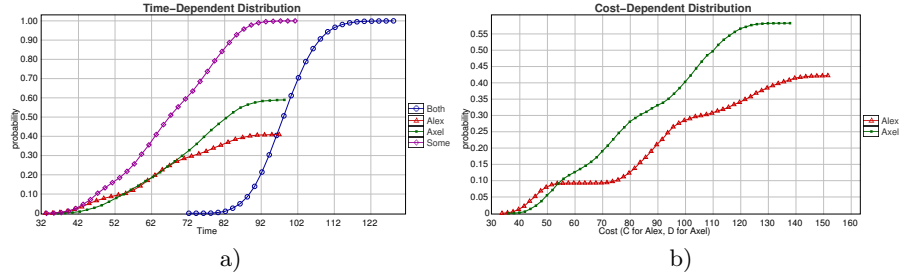 Time-Dependent Distribution
1.00
0.90
0.80
0.70
0.60
0.50
0.40
0.30
0.20
0.10
0
probability
32 42 52 62 72 82 92 102 112 122
Time
Both
Alex
Axel
Some
a)
Cost-Dependent Distribution
0.55
0.50
0.45
0.40
0.35
0.30
0.25
0.20
0.15
0.10
0.05
0
probability
30 40 50 60 70 80 90 100 110 120 130 140 150 160
Cost (C for Alex, D for Axel)
Alex
Axel
b)